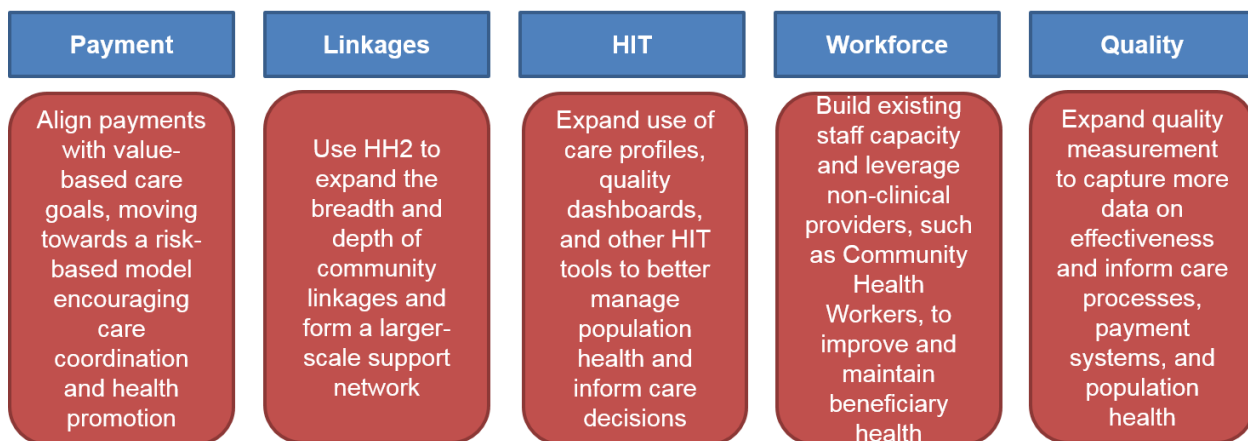 Payment
Align payments
with value-
based care
goals, moving
towards a risk-
based model
encouraging
care
coordination
and health
promotion
Linkages
Use HH2 to
expand the
breadth and
depth of
community
linkages and
form a larger-
scale support
network
HIT
Expand use of
care profiles,
quality
dashboards,
and other HIT
tools to better
manage
population
health and
inform care
decisions
Workforce
Build existing
staff capacity
and leverage
non-clinical
providers, such
as Community
Health
Workers, to
improve and
maintain
beneficiary
health
Quality
Expand quality
measurement
to capture more
data on
effectiveness
and inform care
processes,
payment
systems, and
population
health